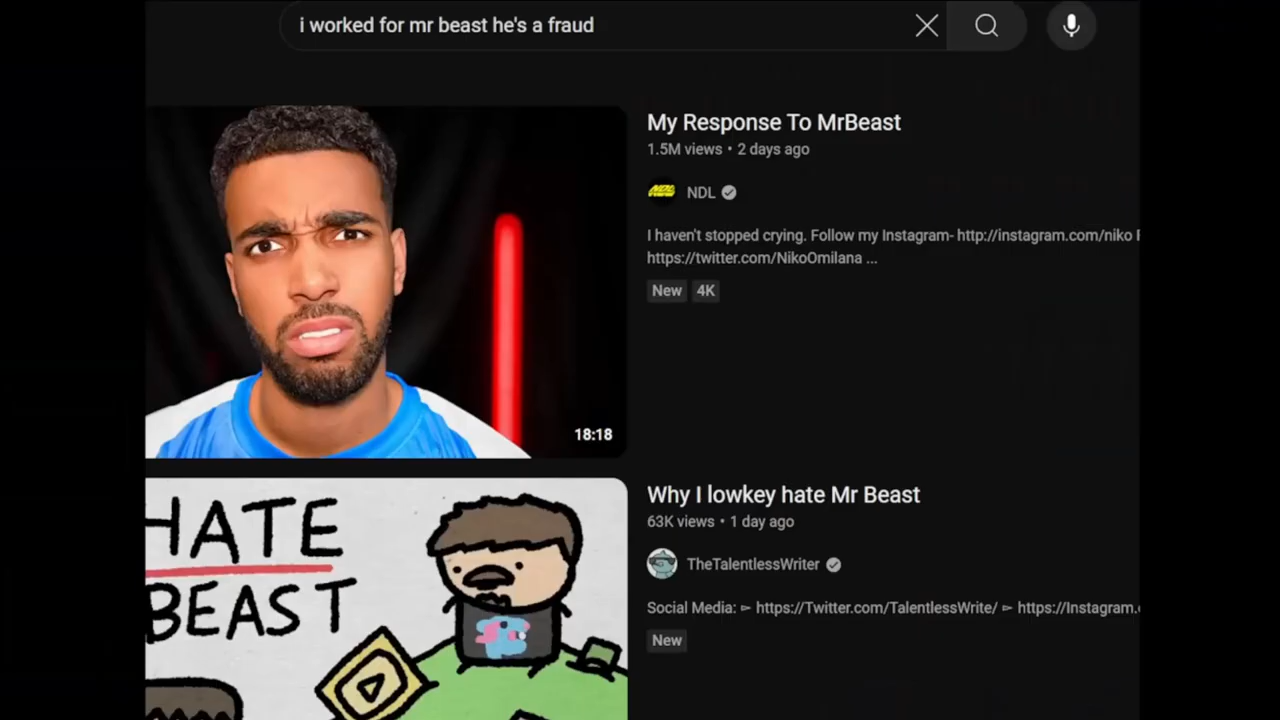 i worked for mr beast he's a fraud
My Response To MrBeast
1.5M views • 2 days ago
NDL
I haven't stopped crying. Follow my Instagram- http://instagram.com/niko
https://twitter.com/NikoOmilana ...
New 4K
18:18
HATE
BEAST
Why I lowkey hate Mr Beast
63K views • 1 day ago
TheTalentlessWriter
Social Media: ► https://Twitter.com/TalentlessWrite/ ► https://Instagram.
New